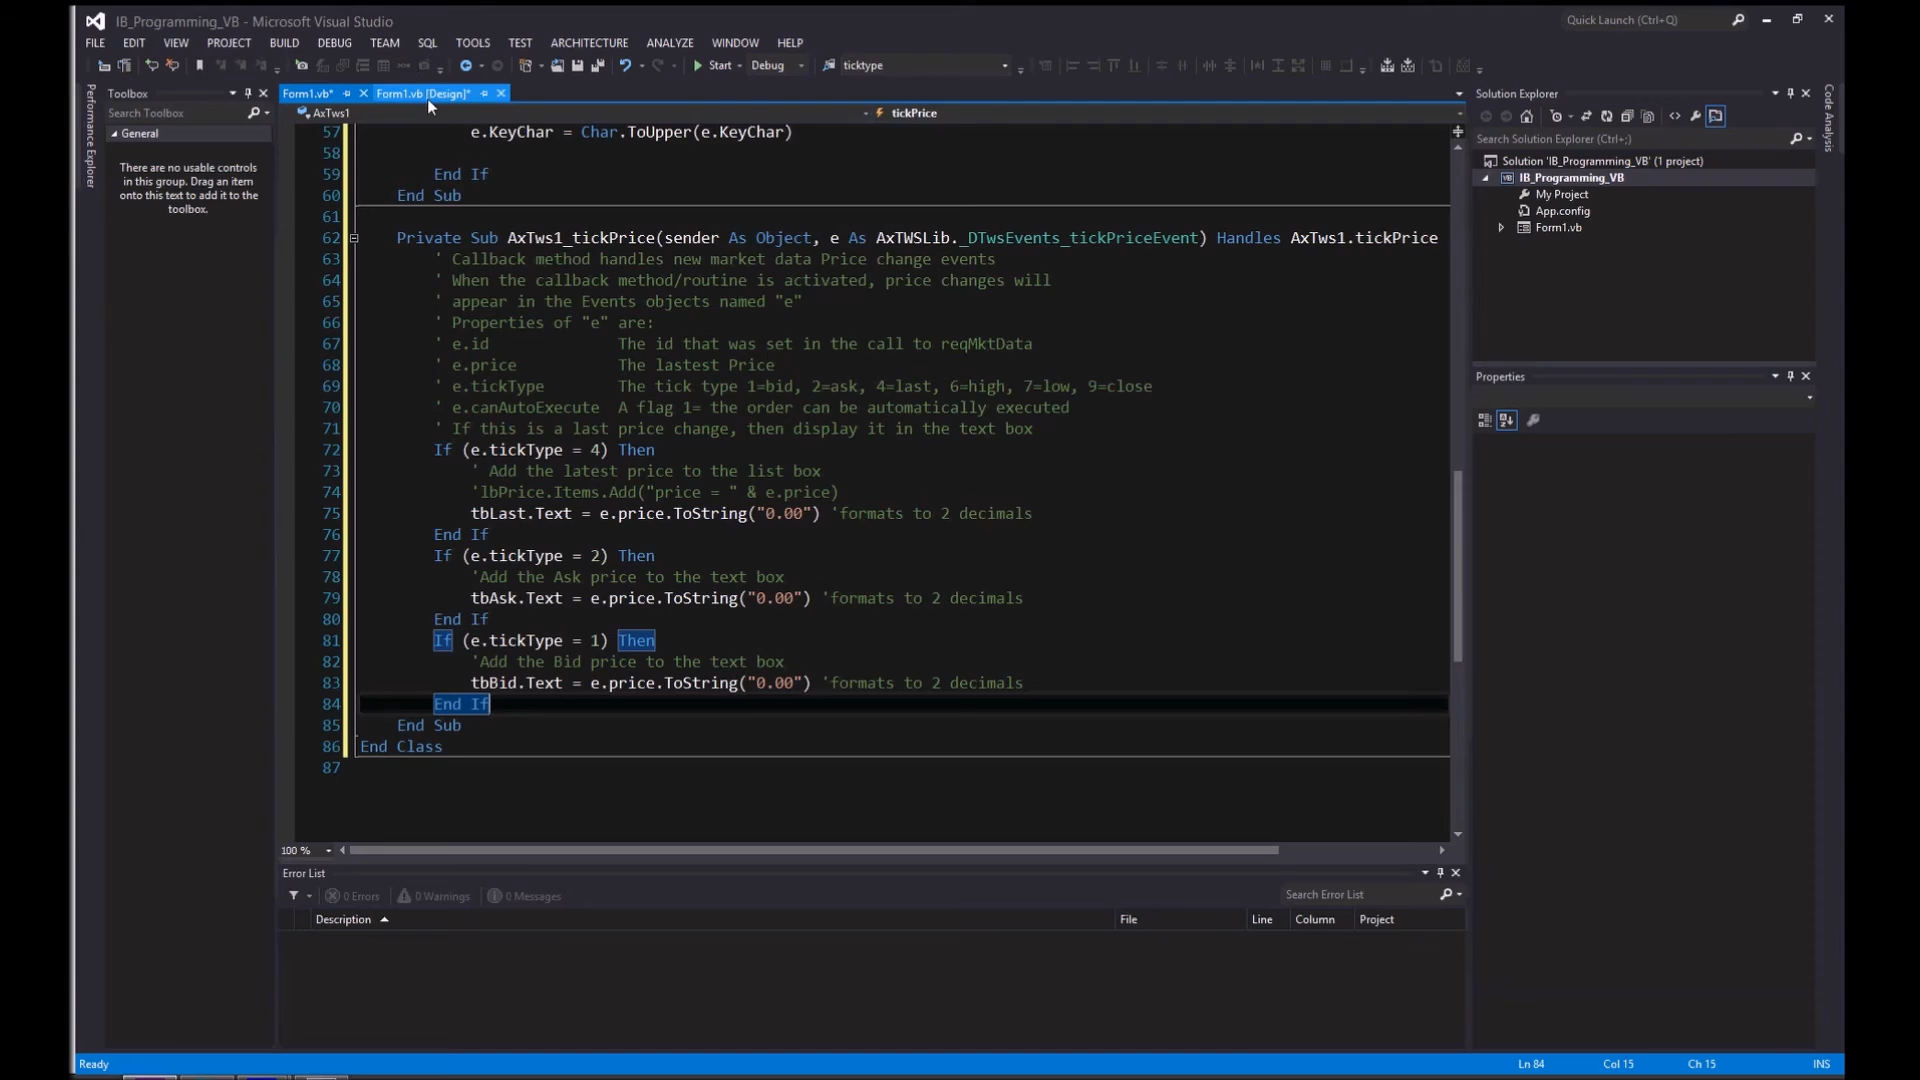 IB_Programming_VB - Microsoft Visual Studio
Quick Launch (Ctrl+Q)
FILE EDIT VIEW PROJECT BUILD DEBUG TEAM SQL TOOLS TEST ARCHITECTURE ANALYZE WINDOW HELP
Start Debug ticktype
Performance Explorer
Toolbox
Search Toolbox
General
There are no usable controls
in this group. Drag an item
onto this text to add it to the
toolbox.
Form1.vb* Form1.vb [Design]*
AxTws1 tickPrice
57 e.KeyChar = Char.ToUpper(e.KeyChar)
58
59 End If
60 End Sub
61
62 Private Sub AxTws1_tickPrice(sender As Object, e As AxTWSLib._DTwsEvents_tickPriceEvent) Handles AxTws1.tickPrice
63 ' Callback method handles new market data Price change events
64 ' When the callback method/routine is activated, price changes will
65 ' appear in the Events objects named "e"
66 ' Properties of "e" are:
67 ' e.id The id that was set in the call to reqMktData
68 ' e.price The lastest Price
69 ' e.tickType The tick type 1=bid, 2=ask, 4=last, 6=high, 7=low, 9=close
70 ' e.canAutoExecute A flag 1= the order can be automatically executed
71 ' If this is a last price change, then display it in the text box
72 If (e.tickType = 4) Then
73 ' Add the latest price to the list box
74 'lbPrice.Items.Add("price = " & e.price)
75 tbLast.Text = e.price.ToString("0.00") 'formats to 2 decimals
76 End If
77 If (e.tickType = 2) Then
78 'Add the Ask price to the text box
79 tbAsk.Text = e.price.ToString("0.00") 'formats to 2 decimals
80 End If
81 If (e.tickType = 1) Then
82 'Add the Bid price to the text box
83 tbBid.Text = e.price.ToString("0.00") 'formats to 2 decimals
84 End If
85 End Sub
86 End Class
87
100 %
Error List
0 Errors 0 Warnings 0 Messages
Search Error List
Description File Line Column Project
Solution Explorer
Search Solution Explorer (Ctrl+;)
Solution 'IB_Programming_VB' (1 project)
IB_Programming_VB
My Project
App.config
Form1.vb
Properties
Code Analysis
Ready Ln 84 Col 15 Ch 15 INS